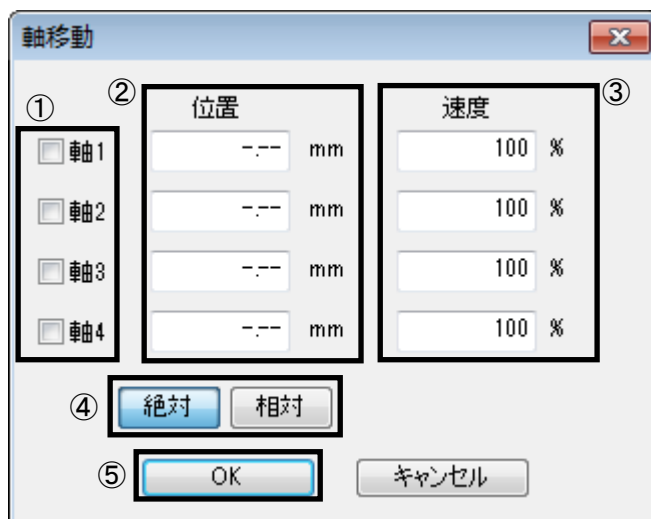 軸移動
① ② 位置 速度 ③
軸1 -.-- mm 100 %
軸2 -.-- mm 100 %
軸3 -.-- mm 100 %
軸4 -.-- mm 100 %
④ 絶対 相対
⑤ OK キャンセル